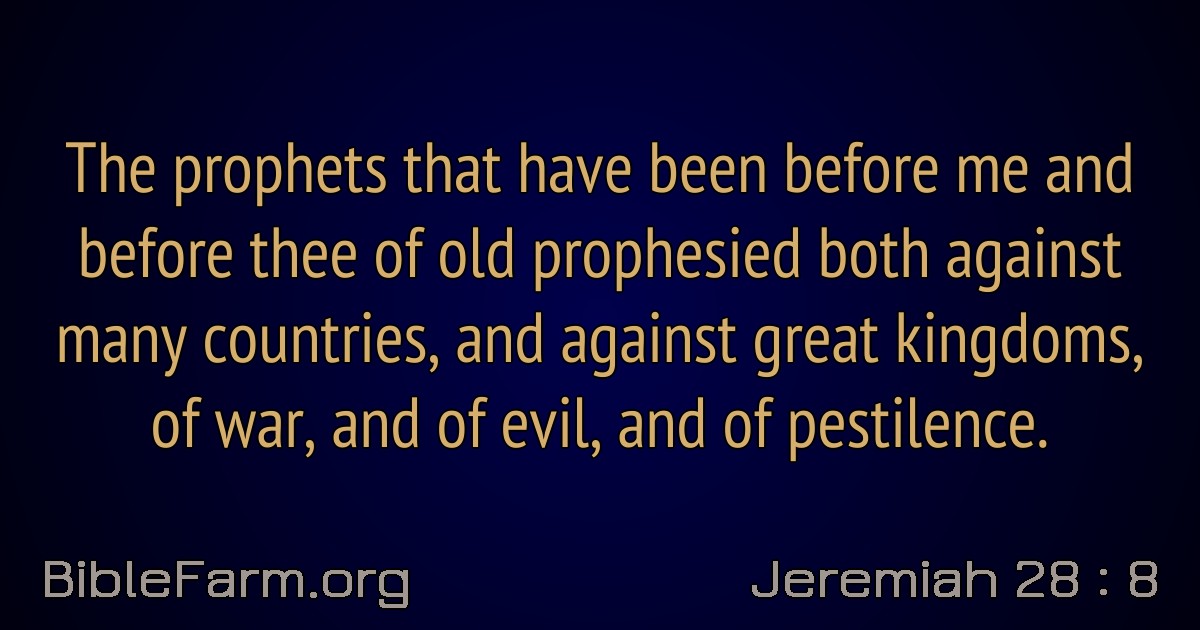 The prophets that have been before me and
before thee of old prophesied both against
many countries, and against great kingdoms,
of war, and of evil, and of pestilence.
BibleFarm.org
Jeremiah 28 : 8